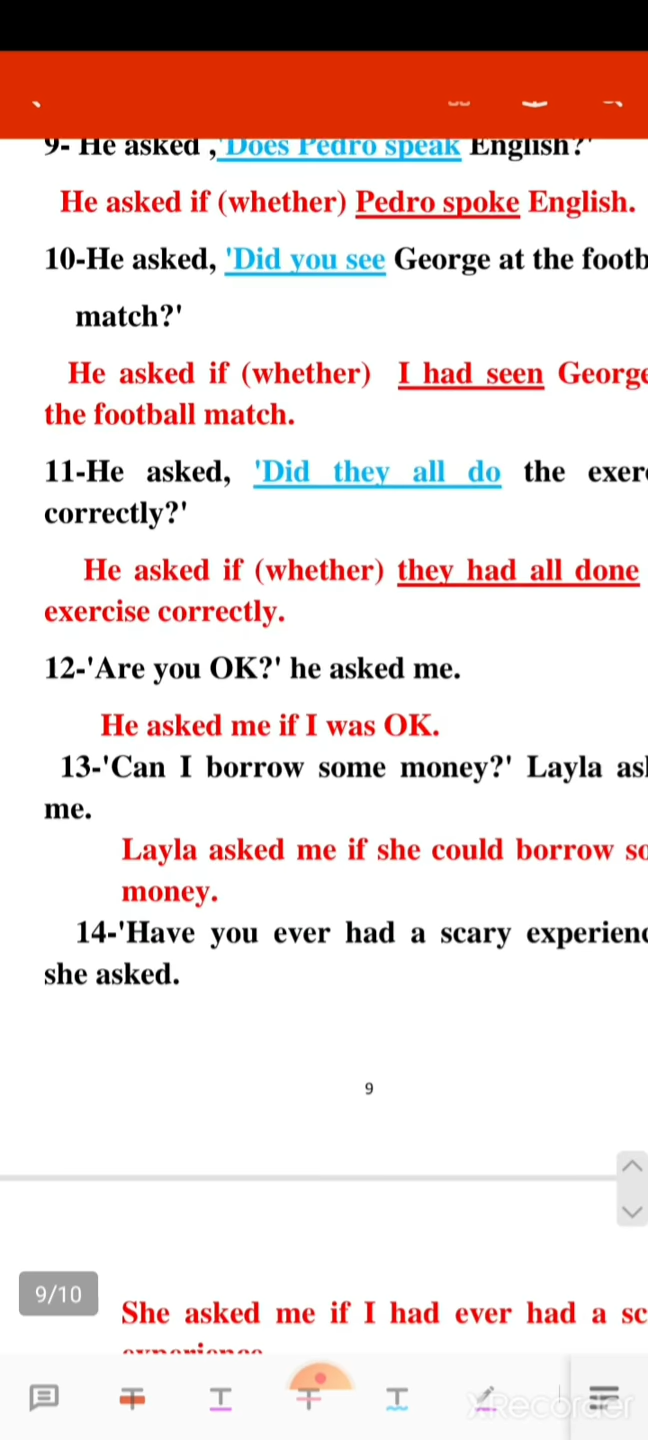 9- He asked ,'Does Pedro speak English?'
He asked if (whether) Pedro spoke English.
10-He asked, 'Did you see George at the footb
match?'
He asked if (whether) I had seen George
the football match.
11-He asked, 'Did they all do the exer
correctly?'
He asked if (whether) they had all done
exercise correctly.
12-'Are you OK?' he asked me.
He asked me if I was OK.
13-'Can I borrow some money?' Layla as
me.
Layla asked me if she could borrow so
money.
14-'Have you ever had a scary experienc
she asked.
9
9/10
She asked me if I had ever had a sc
XRecorder